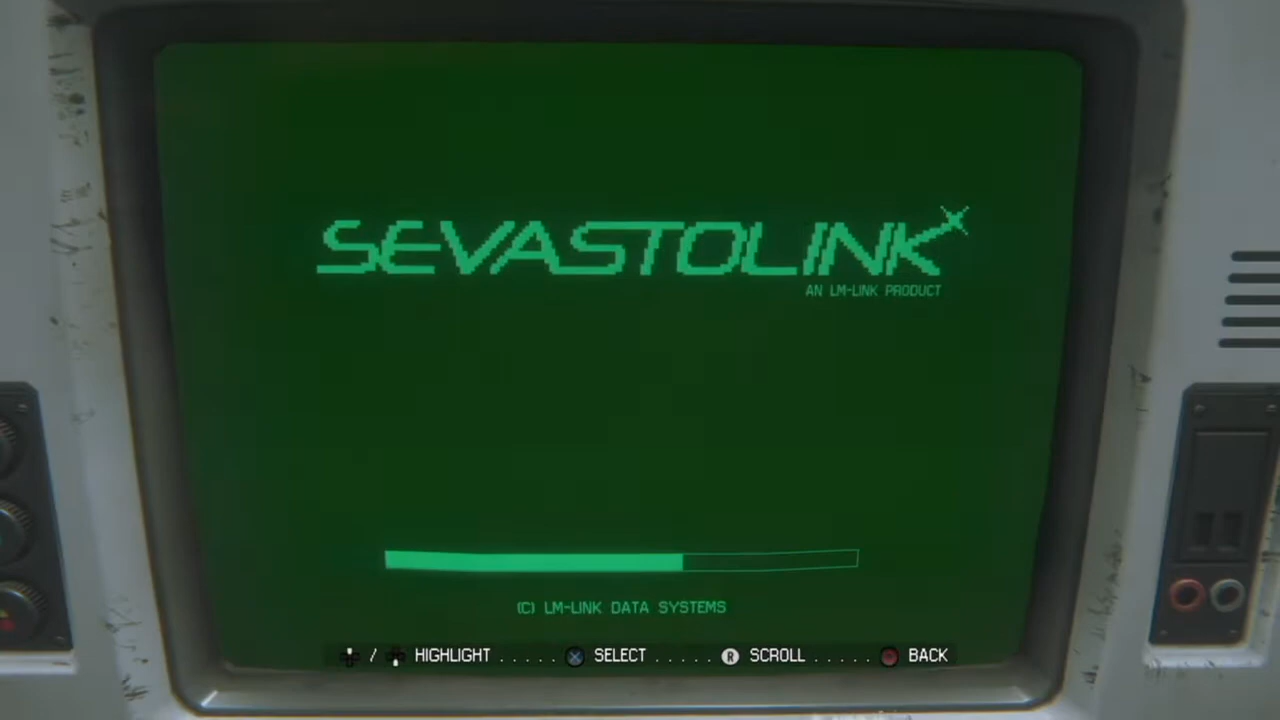 SEVASTOLINK
AN LM-LINK PRODUCT
(C) LM-LINK DATA SYSTEMS
/ HIGHLIGHT ..... SELECT ..... R SCROLL ..... BACK